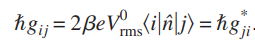 ħg_{ij} = 2βeV^0_{rms}⟨i|n̂|j⟩ = ħg^*_{ji}.